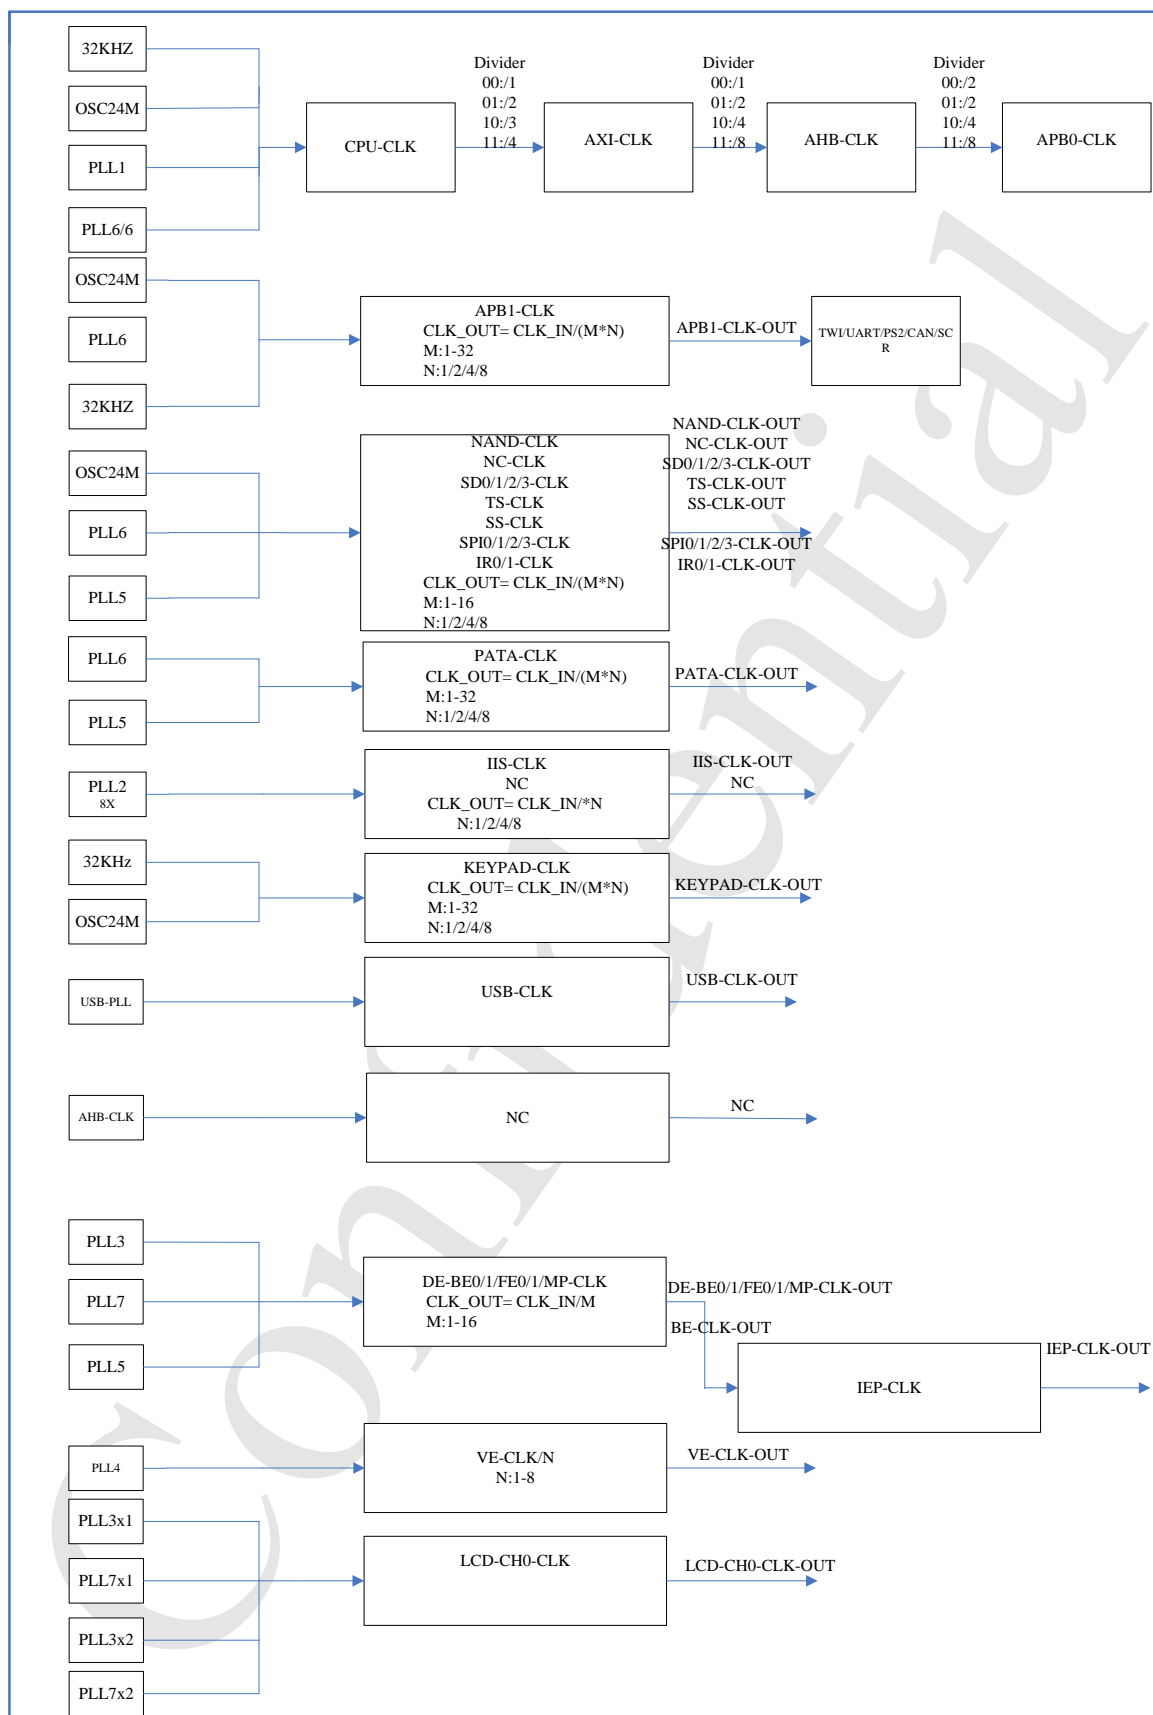 32KHZ
OSC24M
PLL1
PLL6/6
CPU-CLK
Divider
00:/1
01:/2
10:/3
11:/4
AXI-CLK
Divider
00:/1
01:/2
10:/4
11:/8
AHB-CLK
Divider
00:/2
01:/2
10:/4
11:/8
APB0-CLK
OSC24M
PLL6
32KHZ
APB1-CLK
CLK_OUT= CLK_IN/(M*N)
M:1-32
N:1/2/4/8
APB1-CLK-OUT
TWI/UART/PS2/CAN/SC
R
OSC24M
PLL6
PLL5
NAND-CLK
NC-CLK
SD0/1/2/3-CLK
TS-CLK
SS-CLK
SPI0/1/2/3-CLK
IR0/1-CLK
CLK_OUT= CLK_IN/(M*N)
M:1-16
N:1/2/4/8
NAND-CLK-OUT
NC-CLK-OUT
SD0/1/2/3-CLK-OUT
TS-CLK-OUT
SS-CLK-OUT
SPI0/1/2/3-CLK-OUT
IR0/1-CLK-OUT
PLL6
PLL5
PATA-CLK
CLK_OUT= CLK_IN/(M*N)
M:1-32
N:1/2/4/8
PATA-CLK-OUT
PLL2
8X
IIS-CLK
NC
CLK_OUT= CLK_IN/*N
N:1/2/4/8
IIS-CLK-OUT
NC
32KHz
OSC24M
KEYPAD-CLK
CLK_OUT= CLK_IN/(M*N)
M:1-32
N:1/2/4/8
KEYPAD-CLK-OUT
USB-PLL
USB-CLK
USB-CLK-OUT
AHB-CLK
NC
NC
PLL3
PLL7
PLL5
DE-BE0/1/FE0/1/MP-CLK
CLK_OUT= CLK_IN/M
M:1-16
DE-BE0/1/FE0/1/MP-CLK-OUT
BE-CLK-OUT
IEP-CLK
IEP-CLK-OUT
PLL4
VE-CLK/N
N:1-8
VE-CLK-OUT
PLL3x1
PLL7x1
PLL3x2
PLL7x2
LCD-CH0-CLK
LCD-CH0-CLK-OUT
Confidential